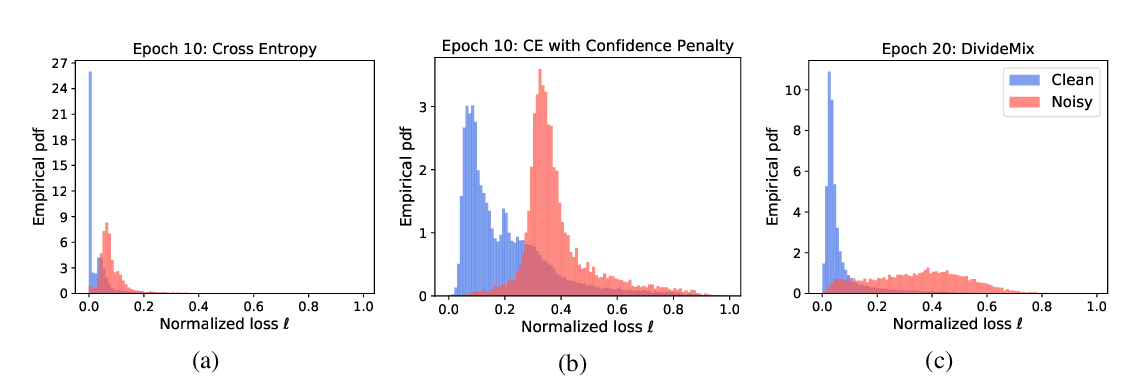 Epoch 10: Cross Entropy
27
24
21
18
15
12
9
6
3
0
Empirical pdf
0.0 0.2 0.4 0.6 0.8 1.0
Normalized loss ℓ
(a)
Epoch 10: CE with Confidence Penalty
3
2
1
0
Empirical pdf
0.0 0.2 0.4 0.6 0.8 1.0
Normalized loss ℓ
(b)
Epoch 20: DivideMix
Clean
Noisy
10
8
6
4
2
0
Empirical pdf
0.0 0.2 0.4 0.6 0.8 1.0
Normalized loss ℓ
(c)